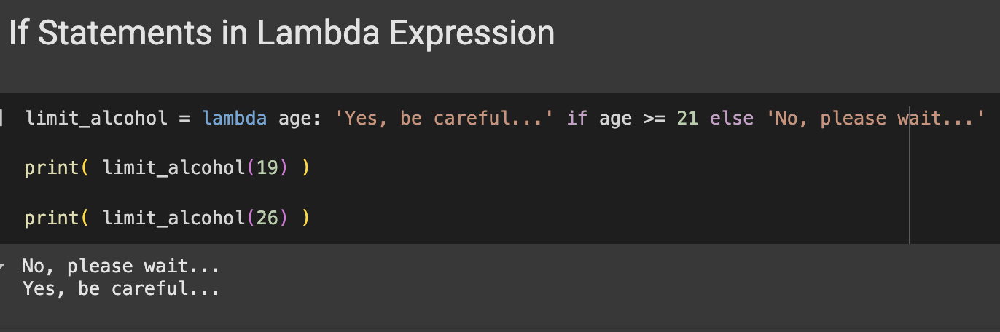 If Statements in Lambda Expression
limit_alcohol = lambda age: 'Yes, be careful...' if age >= 21 else 'No, please wait...'
print( limit_alcohol(19) )
print( limit_alcohol(26) )
No, please wait...
Yes, be careful...